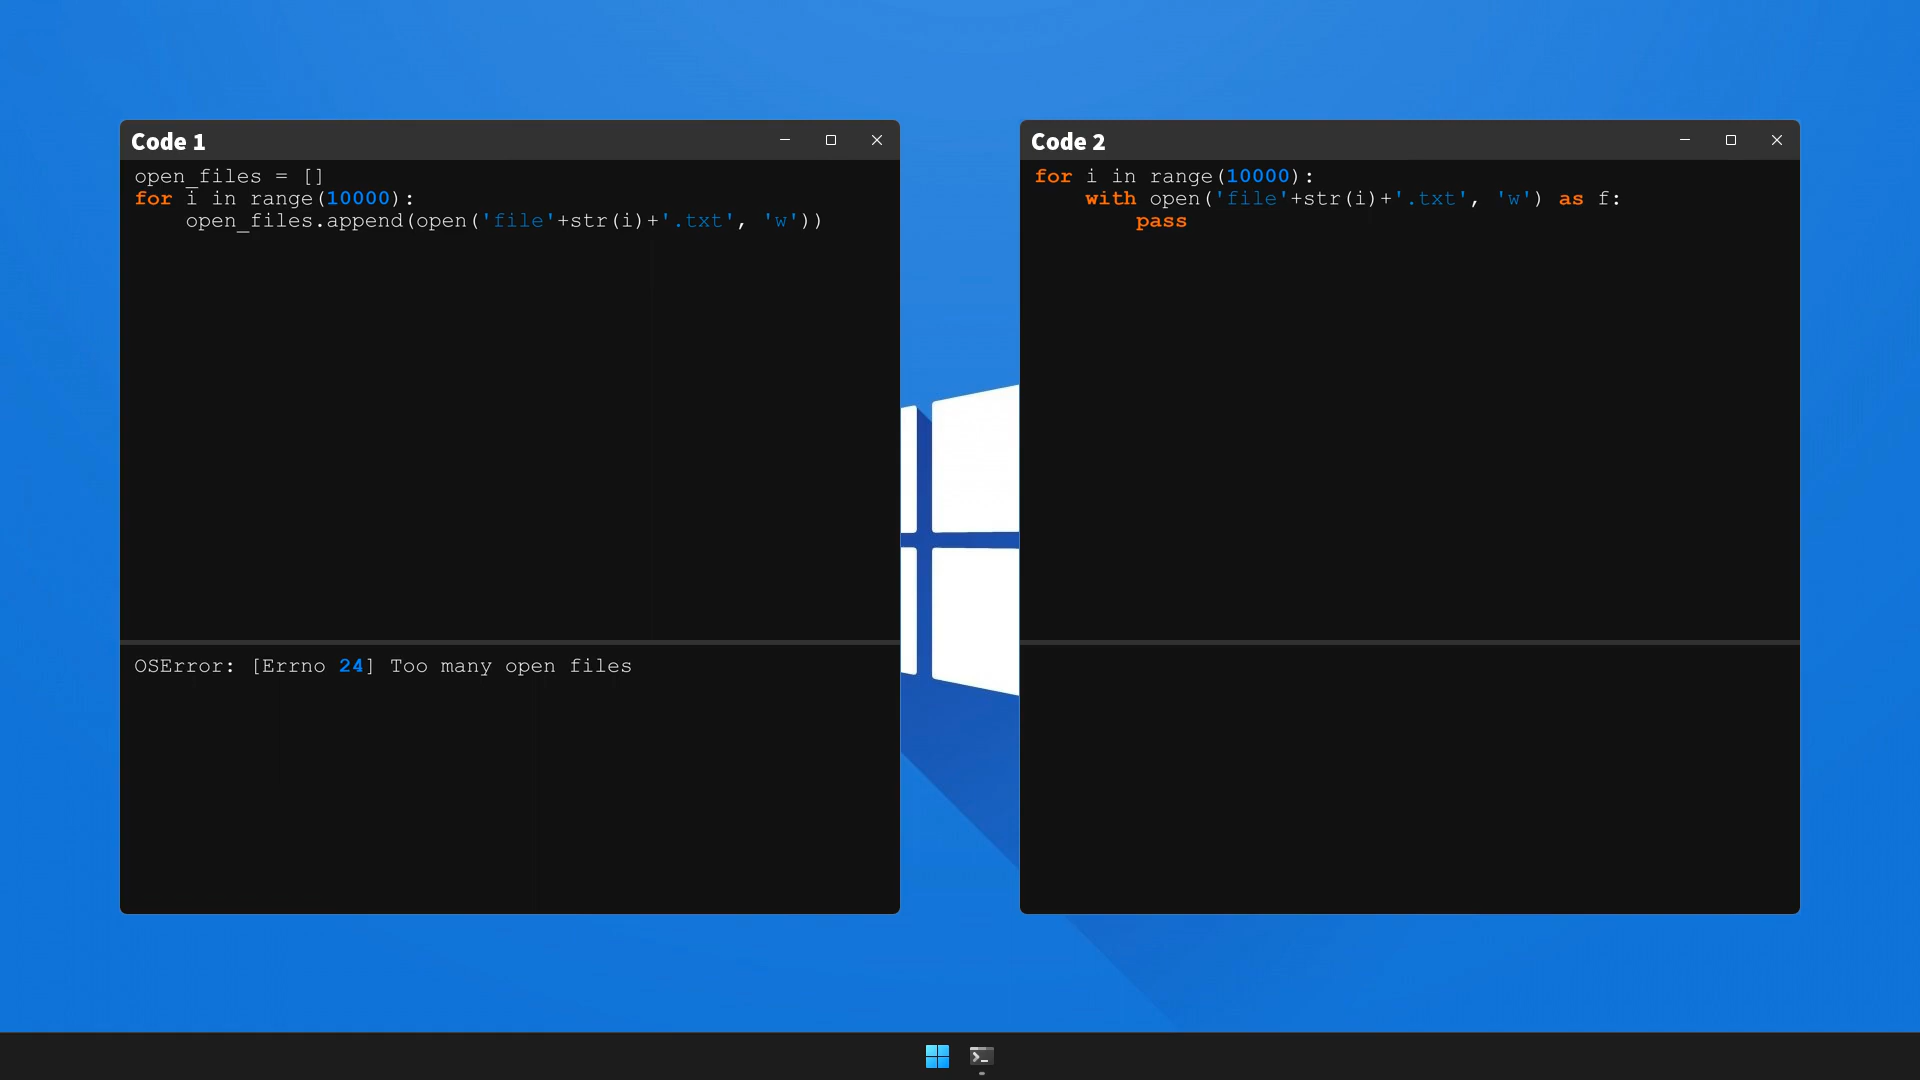 Code 1
open_files = []
for i in range(10000):
    open_files.append(open('file'+str(i)+'.txt', 'w'))
OSError: [Errno 24] Too many open files
Code 2
for i in range(10000):
    with open('file'+str(i)+'.txt', 'w') as f:
        pass